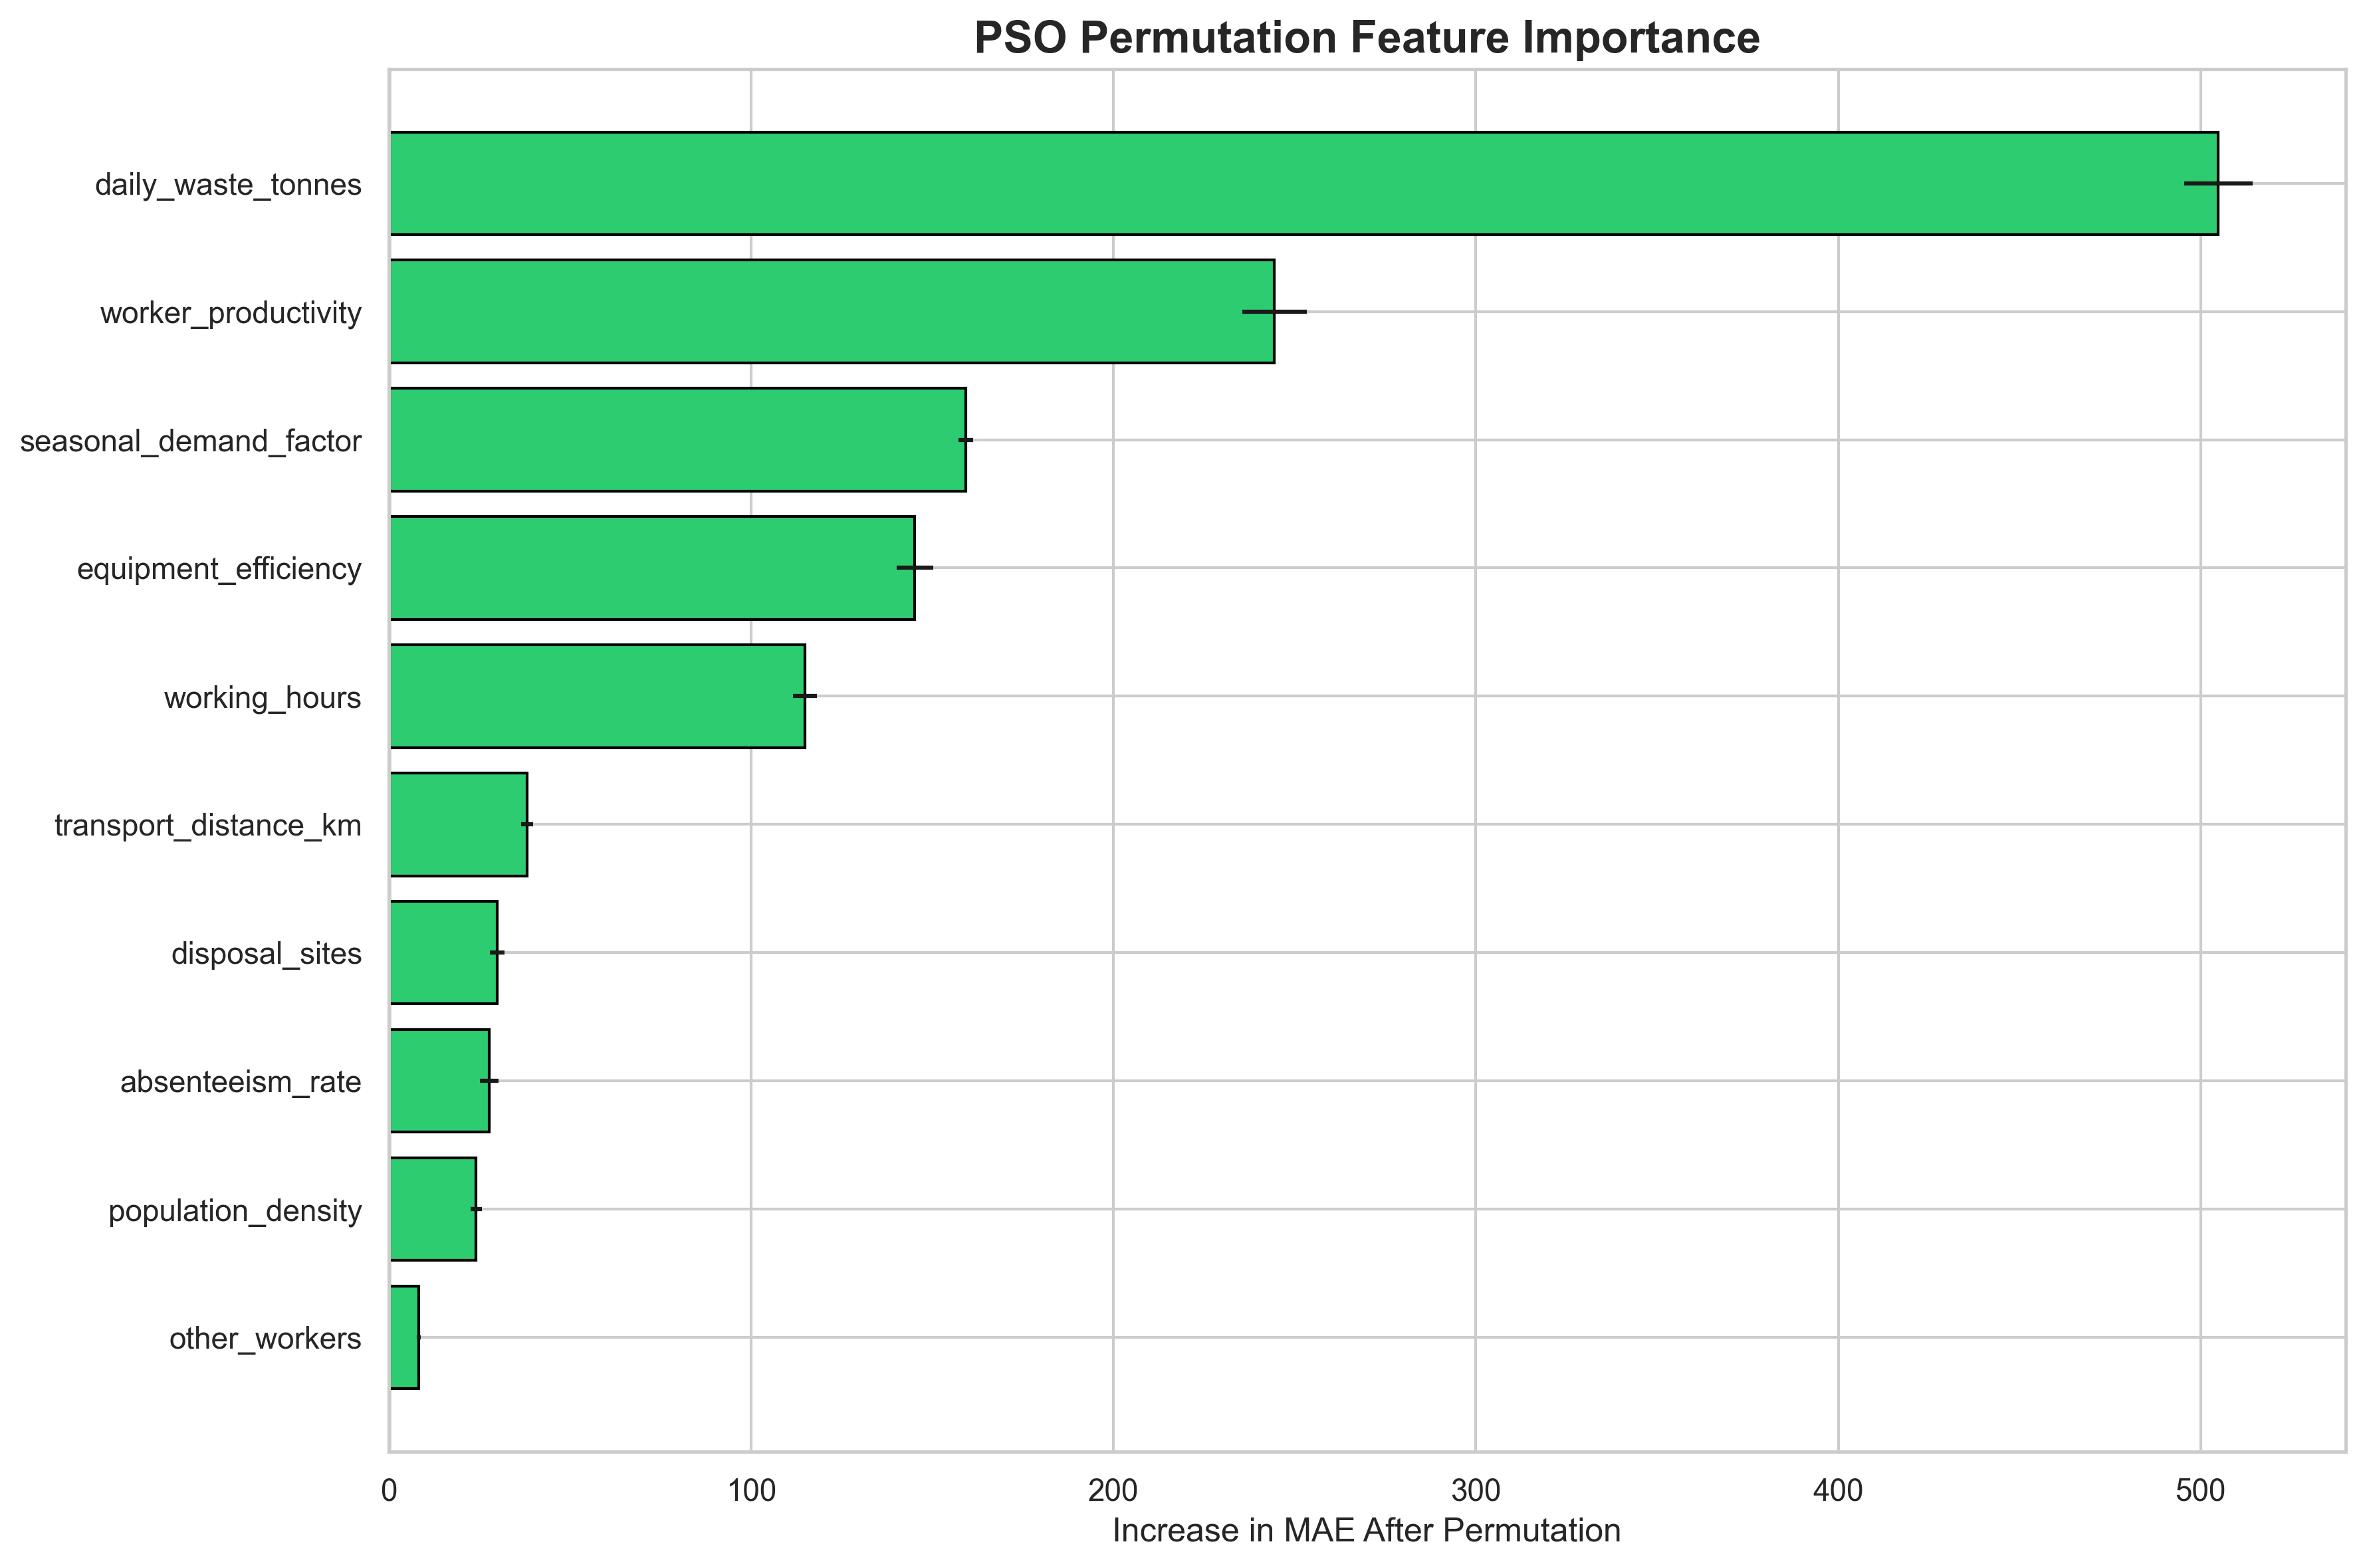 PSO Permutation Feature Importance
daily_waste_tonnes
worker_productivity
seasonal_demand_factor
equipment_efficiency
working_hours
transport_distance_km
disposal_sites
absenteeism_rate
population_density
other_workers
0 100 200 300 400 500
Increase in MAE After Permutation